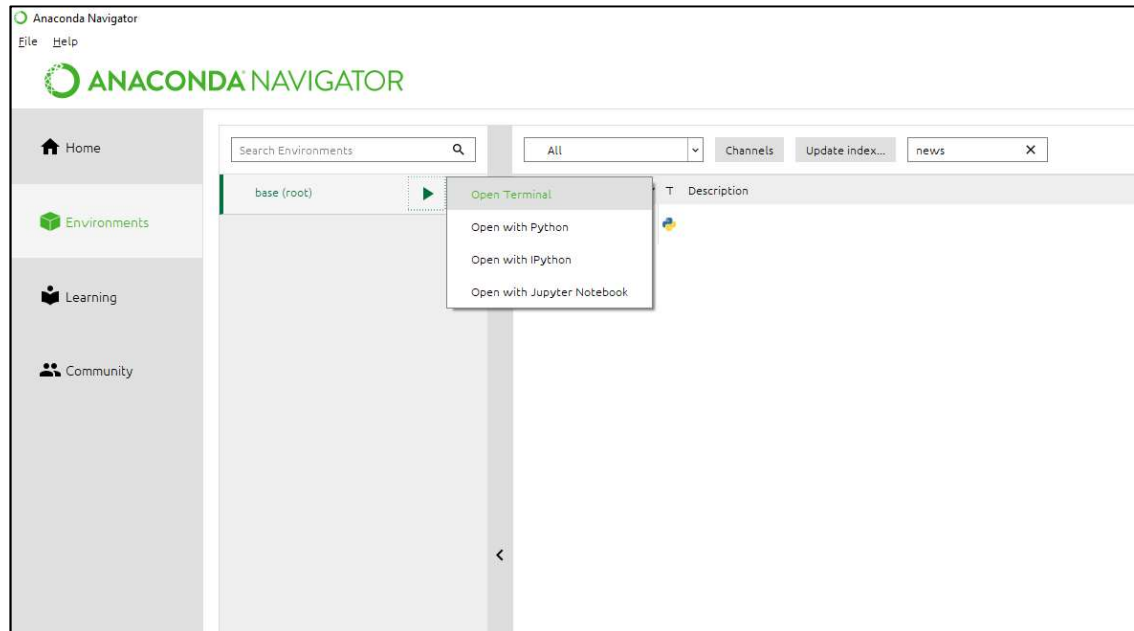 Anaconda Navigator
File Help
ANACONDA NAVIGATOR
Home
Environments
Learning
Community
Search Environments
base (root)
Open Terminal
Open with Python
Open with IPython
Open with Jupyter Notebook
All
Channels
Update index...
news
T Description